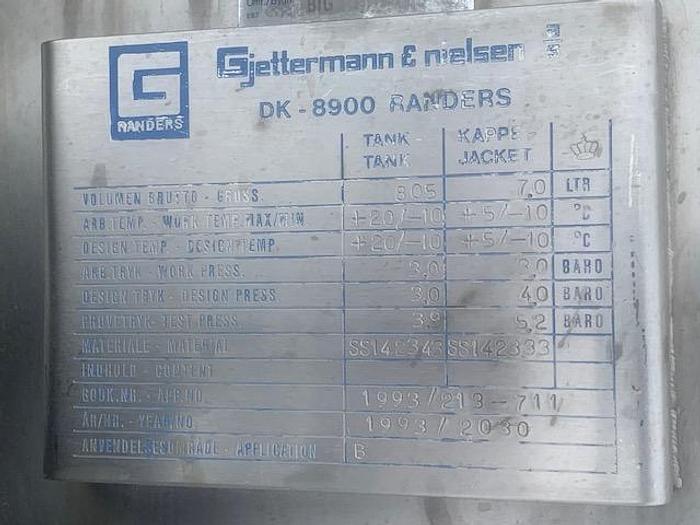 BIG
Gjettermann & nielsen A/S
G
RANDERS
DK-8900 RANDERS
TANK - TANK
KAPPE - JACKET
VOLUMEN BRUTTO - GROSS. 805 7,0 LTR
ARB.TEMP. - WORK TEMP. MAX/MIN +20/-10 +5/-10 °C
DESIGN TEMP. - DESIGN TEMP. +20/-10 +5/-10 °C
ARB.TRYK - WORK PRESS. 3,0 3,0 BARO
DESIGN TRYK - DESIGN PRESS. 3,0 4,0 BARO
PRØVETRYK - TEST PRESS. 3,9 5,2 BARO
MATERIALE - MATERIAL SS142343 SS142333
INDHOLD - CONTENT
GODK.NR. - APP.NO. 1993/213-711
ÅR/NR. - YEAR/NO. 1993/2030
ANVENDELSESOMRÅDE - APPLICATION B